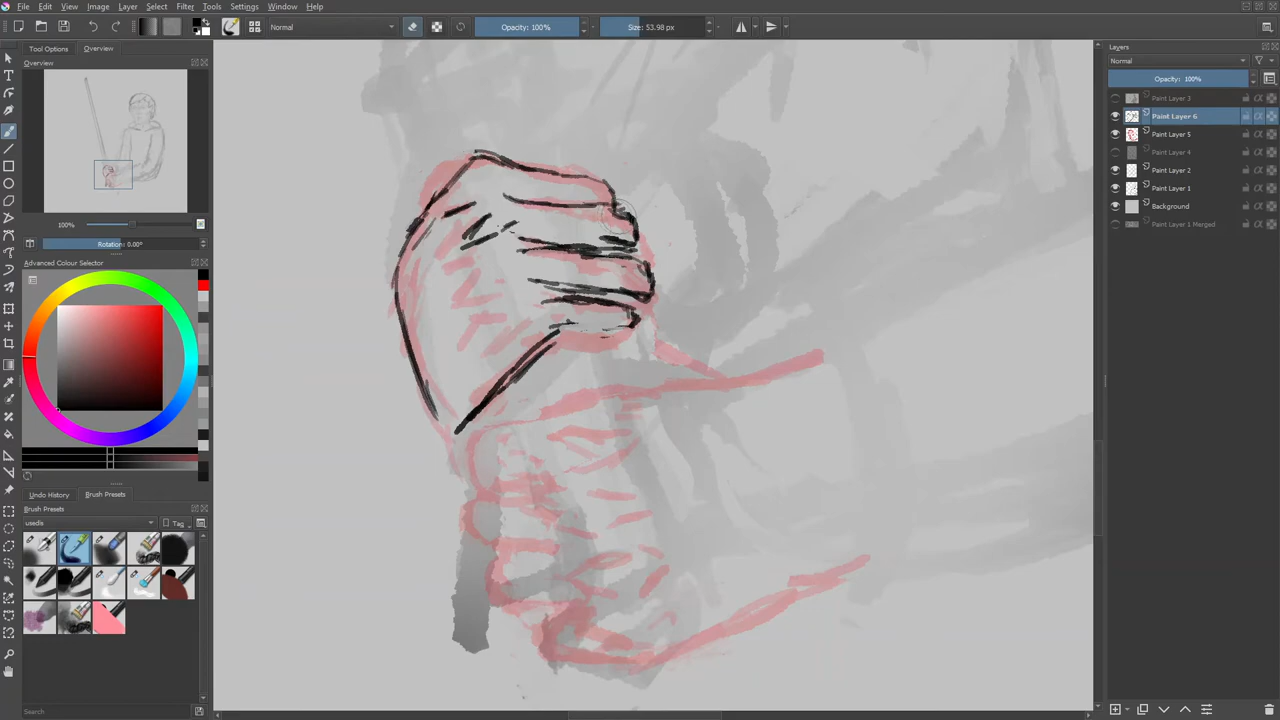 File Edit View Image Layer Select Filter Tools Settings Window Help
Normal Opacity: 100% Size: 53.98 px
Tool Options Overview
Overview
100%
Rotation: 0.00°
Advanced Colour Selector
Undo History Brush Presets
Brush Presets
usedis Tag
Search
Layers
Normal
Opacity: 100%
Paint Layer 3
Paint Layer 6
Paint Layer 5
Paint Layer 4
Paint Layer 2
Paint Layer 1
Background
Paint Layer 1 Merged